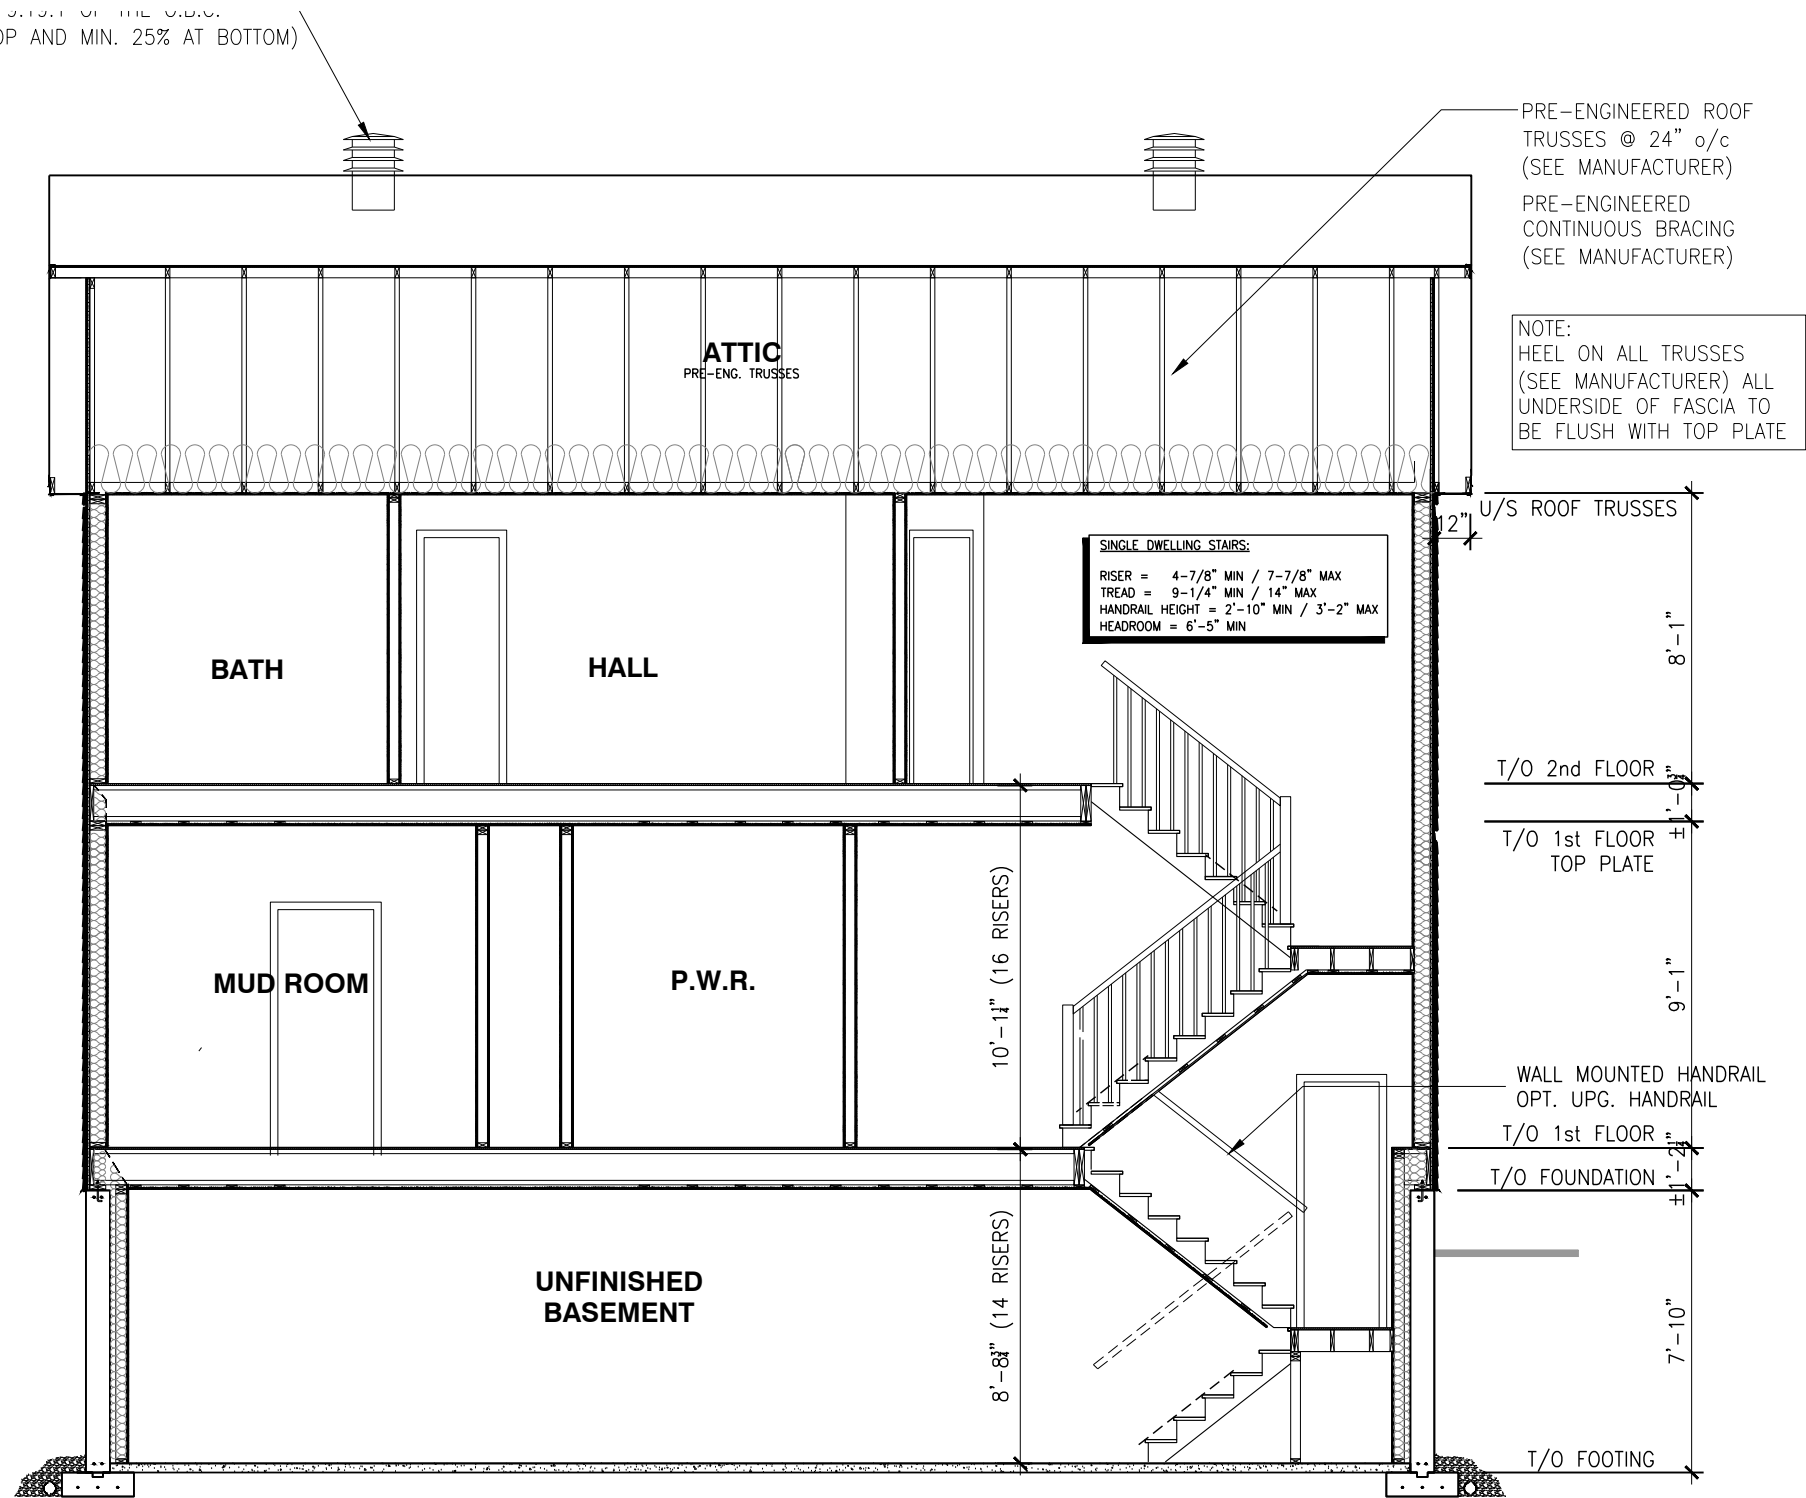 OP AND MIN. 25% AT BOTTOM)
PRE-ENGINEERED ROOF
TRUSSES @ 24" o/c
(SEE MANUFACTURER)
PRE-ENGINEERED
CONTINUOUS BRACING
(SEE MANUFACTURER)
NOTE:
HEEL ON ALL TRUSSES
(SEE MANUFACTURER) ALL
UNDERSIDE OF FASCIA TO
BE FLUSH WITH TOP PLATE
ATTIC
PRE-ENG. TRUSSES
U/S ROOF TRUSSES
12"
SINGLE DWELLING STAIRS:
RISER = 4-7/8" MIN / 7-7/8" MAX
TREAD = 9-1/4" MIN / 14" MAX
HANDRAIL HEIGHT = 2'-10" MIN / 3'-2" MAX
HEADROOM = 6'-5" MIN
8'-1"
BATH
HALL
T/O 2nd FLOOR
±1'-0¾"
T/O 1st FLOOR
TOP PLATE
10'-1¼" (16 RISERS)
9'-1"
MUD ROOM
P.W.R.
WALL MOUNTED HANDRAIL
OPT. UPG. HANDRAIL
T/O 1st FLOOR
T/O FOUNDATION
8'-8¾" (14 RISERS)
UNFINISHED
BASEMENT
7'-10"
T/O FOOTING